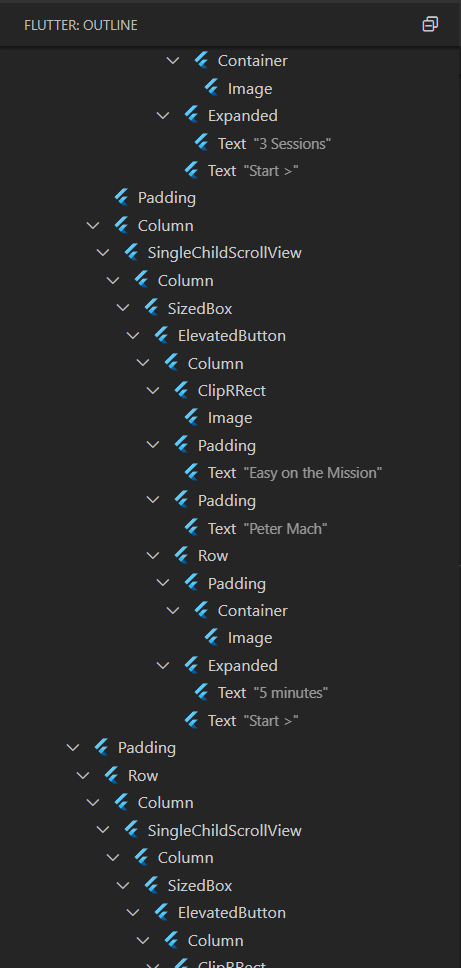 FLUTTER: OUTLINE
Container
Image
Expanded
Text "3 Sessions"
Text "Start >"
Padding
Column
SingleChildScrollView
Column
SizedBox
ElevatedButton
Column
ClipRRect
Image
Padding
Text "Easy on the Mission"
Padding
Text "Peter Mach"
Row
Padding
Container
Image
Expanded
Text "5 minutes"
Text "Start >"
Padding
Row
Column
SingleChildScrollView
Column
SizedBox
ElevatedButton
Column
ClipRRect